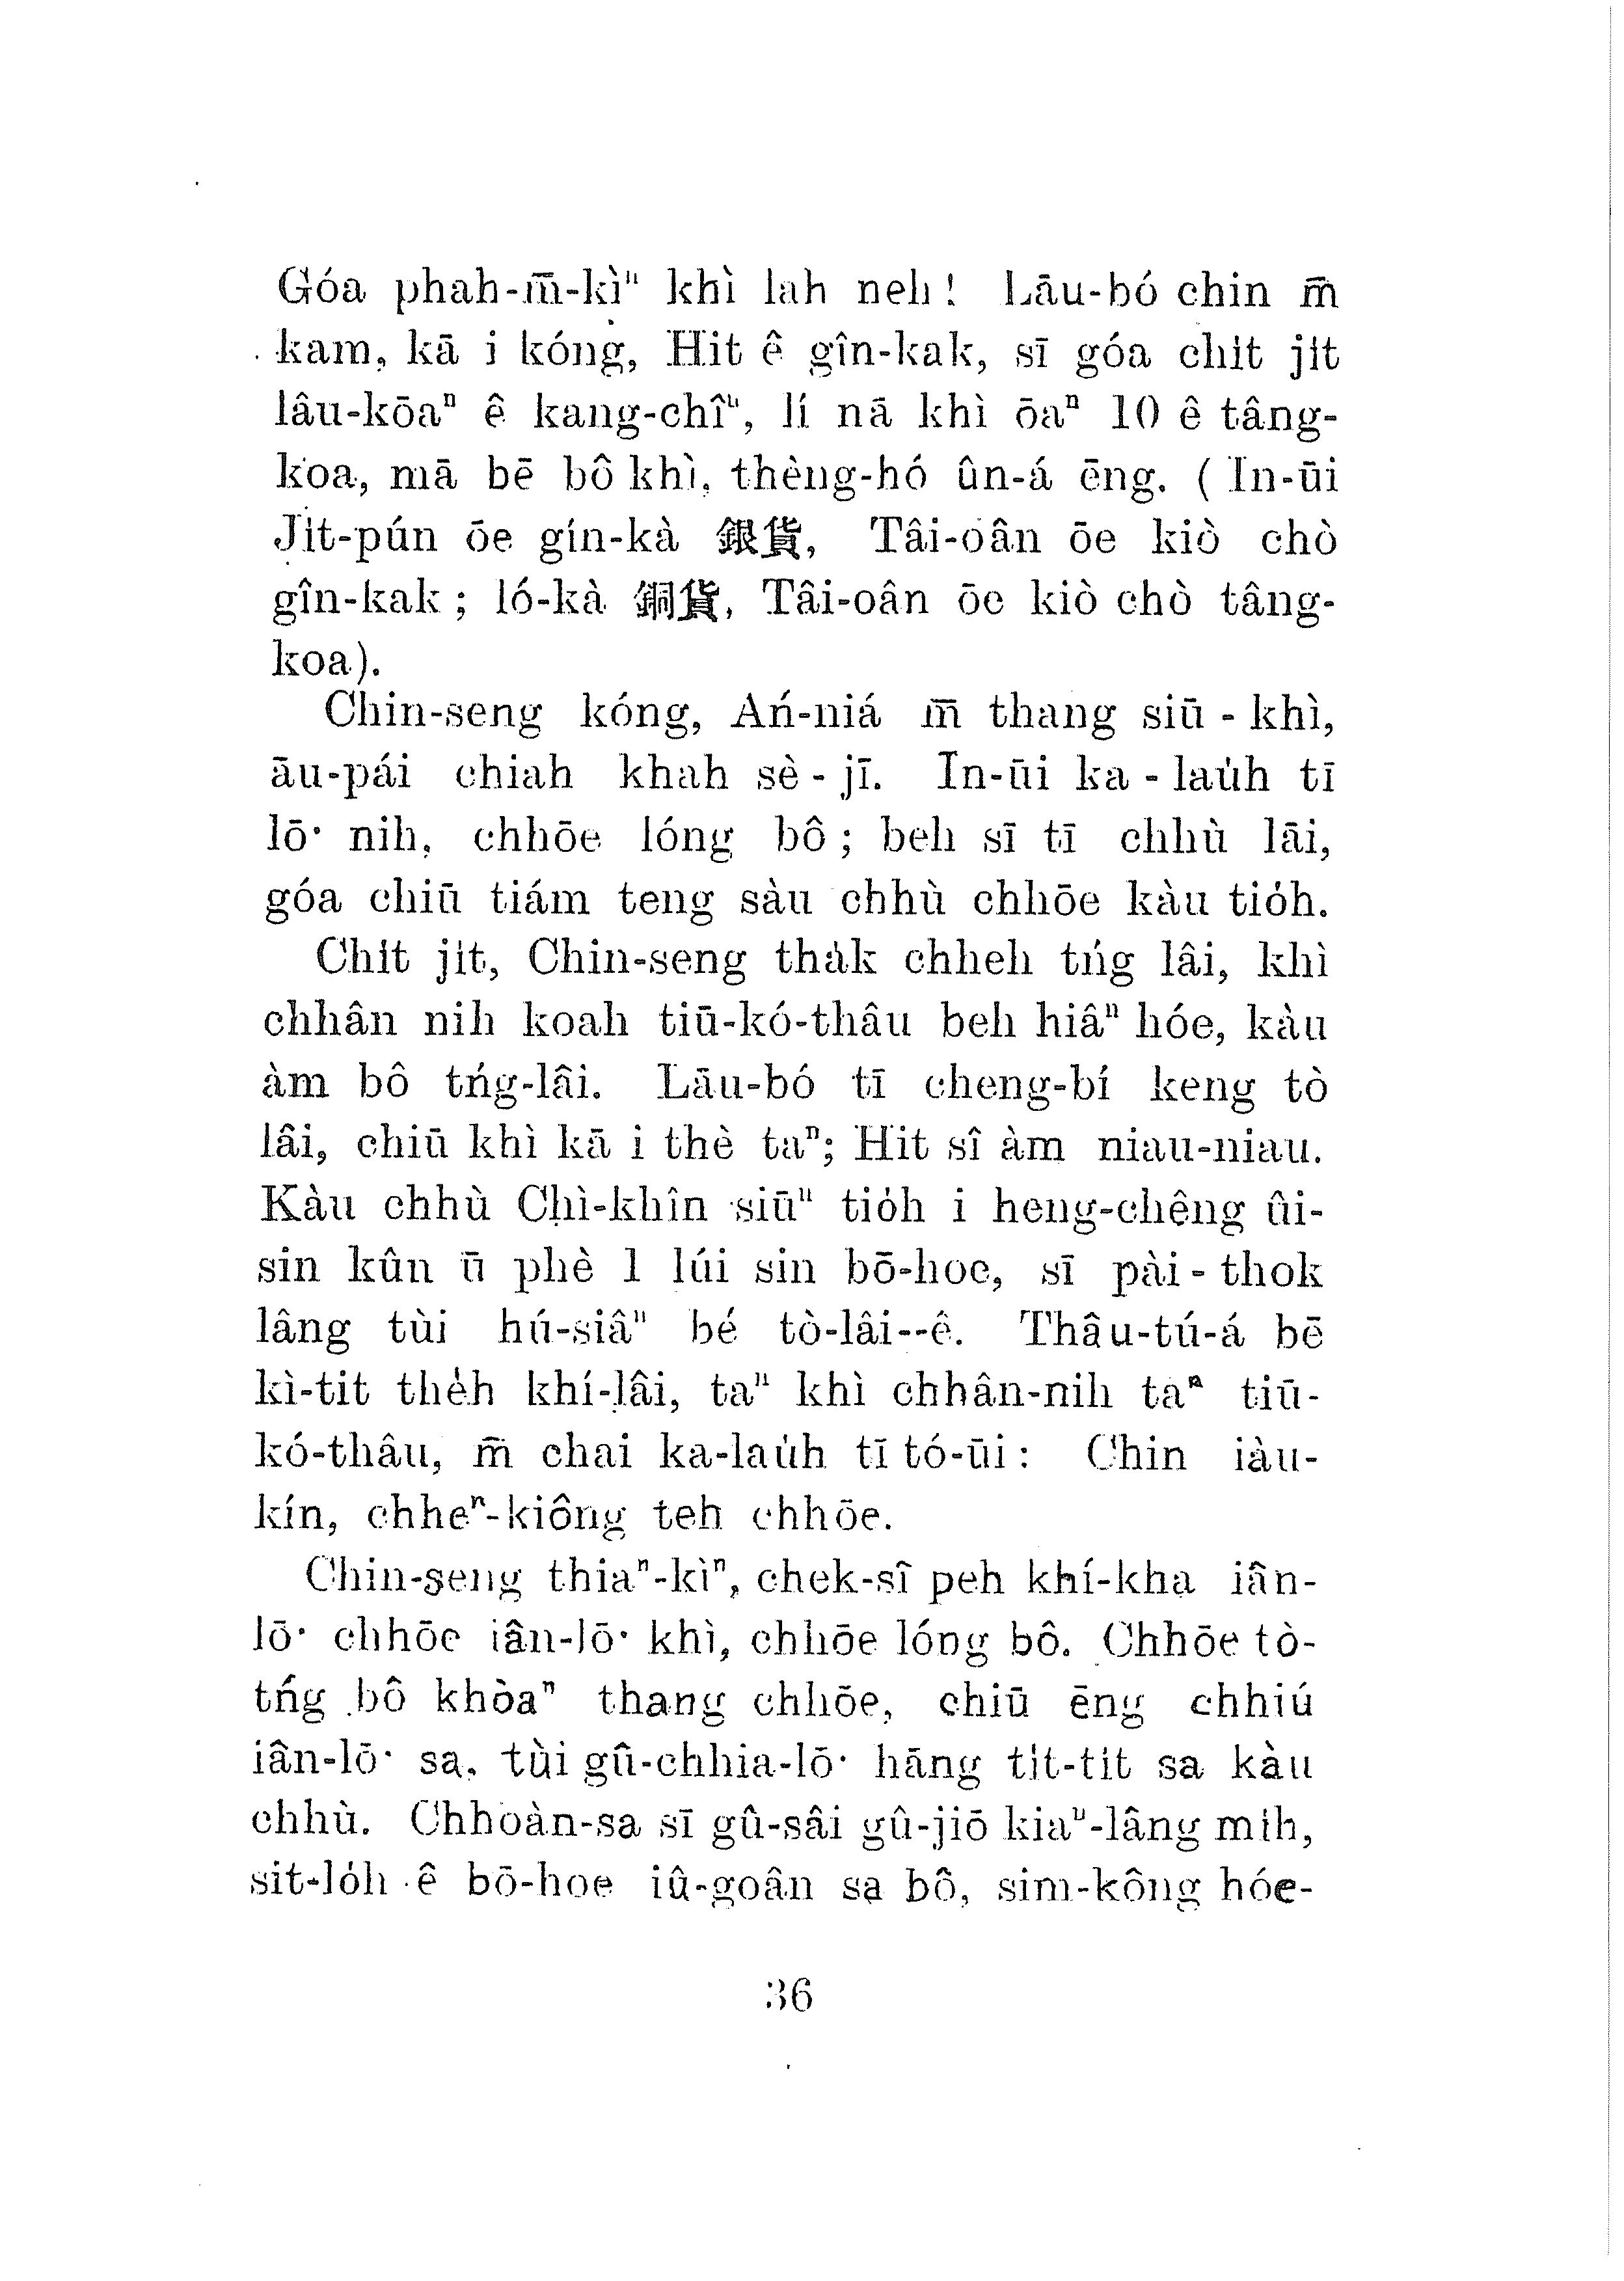 Góa phah-m̄-kìⁿ khì lah neh! Lāu-bó chin m̄
kam, kā i kóng, Hit ê gîn-kak, sī góa chi̍t ji̍t
lâu-kōaⁿ ê kang-chîⁿ, lí nā khì ōaⁿ 10 ê tâng-
koa, mā bē bô khì, thèng-hó ûn-á ēng. (In-ūi
Ji̍t-pún ōe gín-kà 銀貨, Tâi-oân ōe kiò chò
gîn-kak; ló-kà 銅貨, Tâi-oân ōe kiò chò tâng-
koa).
Chin-seng kóng, Ań-niá m̄ thang siū-khì,
āu-pái chiah khah sè-jī. In-ūi ka-la̍uh tī
lō͘ nih, chhōe lóng bô; beh sī tī chhù lāi,
góa chiū tiám teng sàu chhù chhōe kàu tio̍h.
Chi̍t ji̍t, Chin-seng tha̍k chheh tńg lâi, khì
chhân nih koah tiū-kó-thâu beh hiâⁿ hóe, kàu
àm bô tńg-lâi. Lāu-bó tī cheng-bí keng tò
lâi, chiū khì kā i thè taⁿ; Hit sî àm niau-niau.
Kàu chhù Chì-khîn siūⁿ tio̍h i heng-chêng ûi-
sin kûn ū phè 1 lúi sin bō-hoe, sī pài-thok
lâng tùi hú-siâⁿ bé tò-lâi--ê. Thâu-tú-á bē
kì-tit the̍h khí-lâi, taⁿ khì chhân-nih taⁿ tiū-
kó-thâu, m̄ chai ka-la̍uh tī tó-ūi: Chin iàu-
kín, chheⁿ-kiông teh chhōe.
Chin-seng thiaⁿ-kìⁿ, chek-sî peh khí-kha iân-
lō͘ chhōe iân-lō͘ khì, chhōe lóng bô. Chhōe tò-
tńg bô khòaⁿ thang chhōe, chiū ēng chhiú
iân-lō͘ sa, tùi gû-chhia-lō͘ hāng ti̍t-ti̍t sa kàu
chhù. Chhoàn-sa sī gû-sâi gû-jiō kiaⁿ-lâng mi̍h,
sit-lo̍h ê bō-hoe iû-goân sa bô, sim-kông hóe-
36